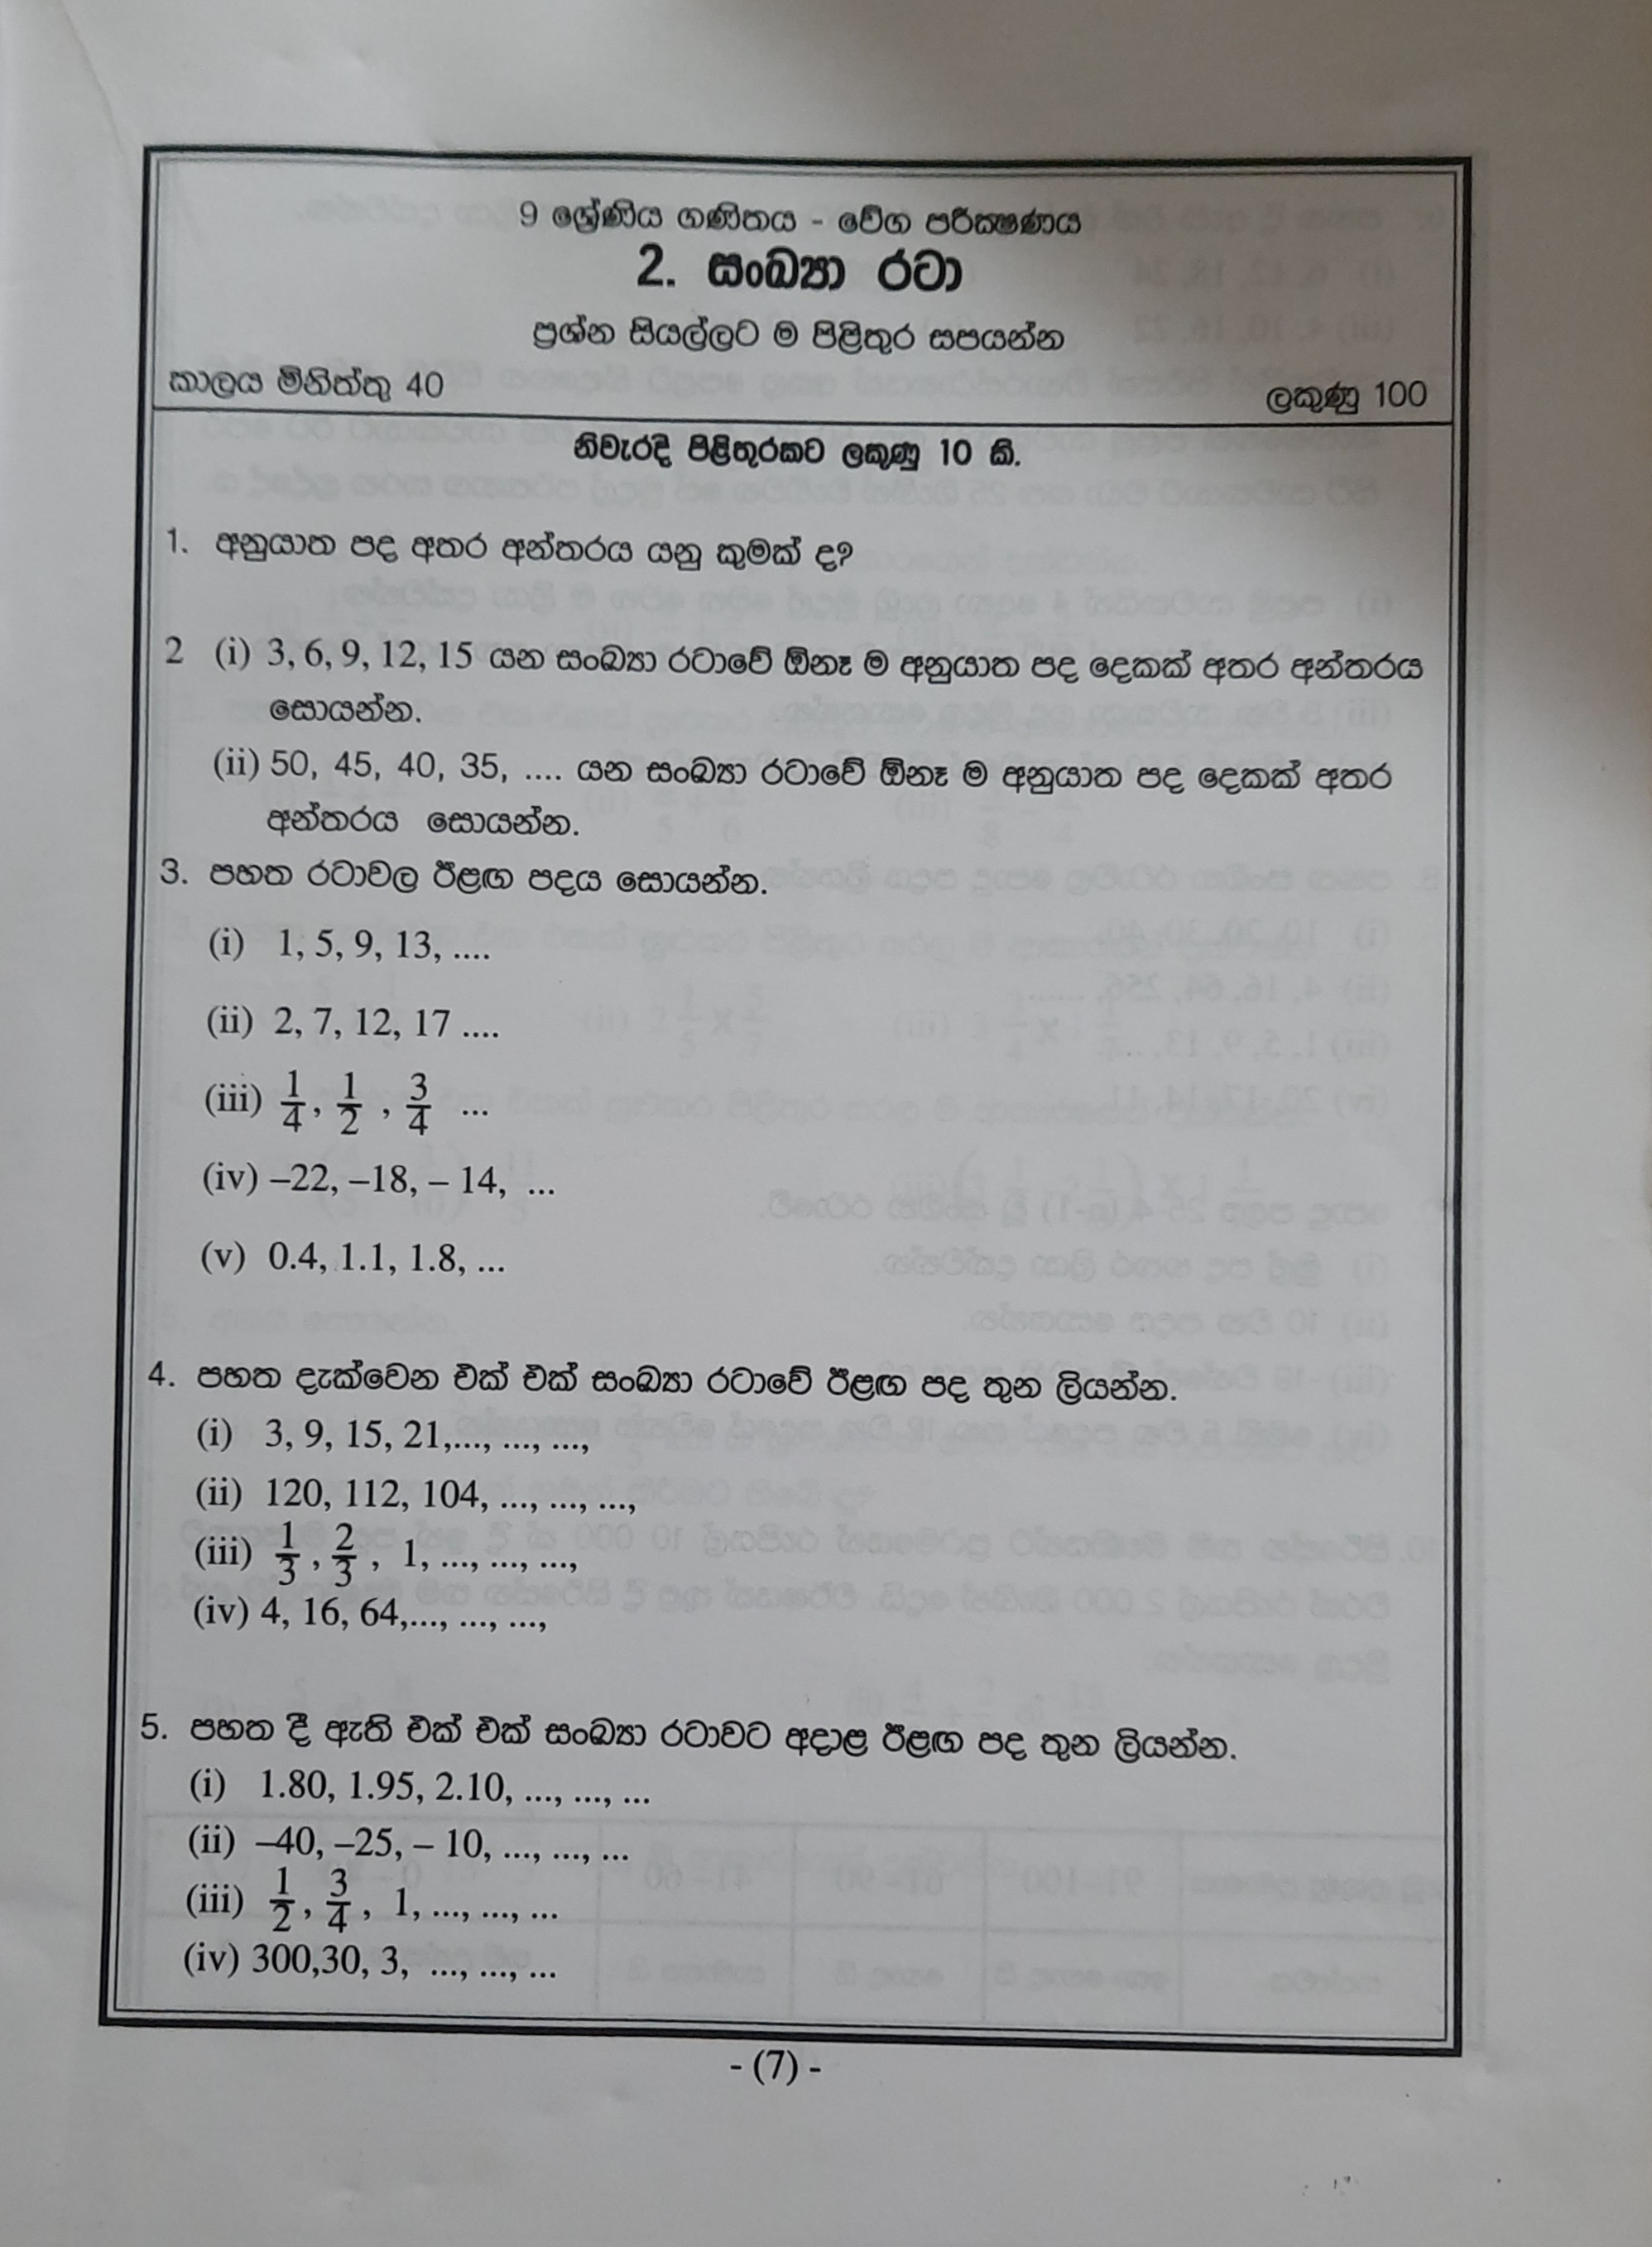 9 ශ්‍රේණිය ගණිතය - වේග පරීක්ෂණය
2. සංඛ්‍යා රටා
ප්‍රශ්න සියල්ලට ම පිළිතුරු සපයන්න
කාලය මිනිත්තු 40
ලකුණු 100
නිවැරදි පිළිතුරකට ලකුණු 10 කි.
1. අනුයාත පද අතර අන්තරය යනු කුමක් ද?
2 (i) 3, 6, 9, 12, 15 යන සංඛ්‍යා රටාවේ ඕනෑ ම අනුයාත පද දෙකක් අතර අන්තරය
සොයන්න.
(ii) 50, 45, 40, 35, .... යන සංඛ්‍යා රටාවේ ඕනෑ ම අනුයාත පද දෙකක් අතර
අන්තරය සොයන්න.
3. පහත රටාවල ඊළඟ පදය සොයන්න.
(i) 1, 5, 9, 13, ....
(ii) 2, 7, 12, 17 ....
(iii) 1/4, 1/2 , 3/4 ...
(iv) –22, –18, – 14, ...
(v) 0.4, 1.1, 1.8, ...
4. පහත දැක්වෙන එක් එක් සංඛ්‍යා රටාවේ ඊළඟ පද තුන ලියන්න.
(i) 3, 9, 15, 21,..., ..., ...,
(ii) 120, 112, 104, ..., ..., ...,
(iii) 1/3 , 2/3 , 1, ..., ..., ...,
(iv) 4, 16, 64,..., ..., ...,
5. පහත දී ඇති එක් එක් සංඛ්‍යා රටාවට අදාළ ඊළඟ පද තුන ලියන්න.
(i) 1.80, 1.95, 2.10, ..., ..., ...
(ii) –40, –25, – 10, ..., ..., ...
(iii) 1/2 , 3/4 , 1, ..., ..., ...
(iv) 300,30, 3, ..., ..., ...
- (7) -